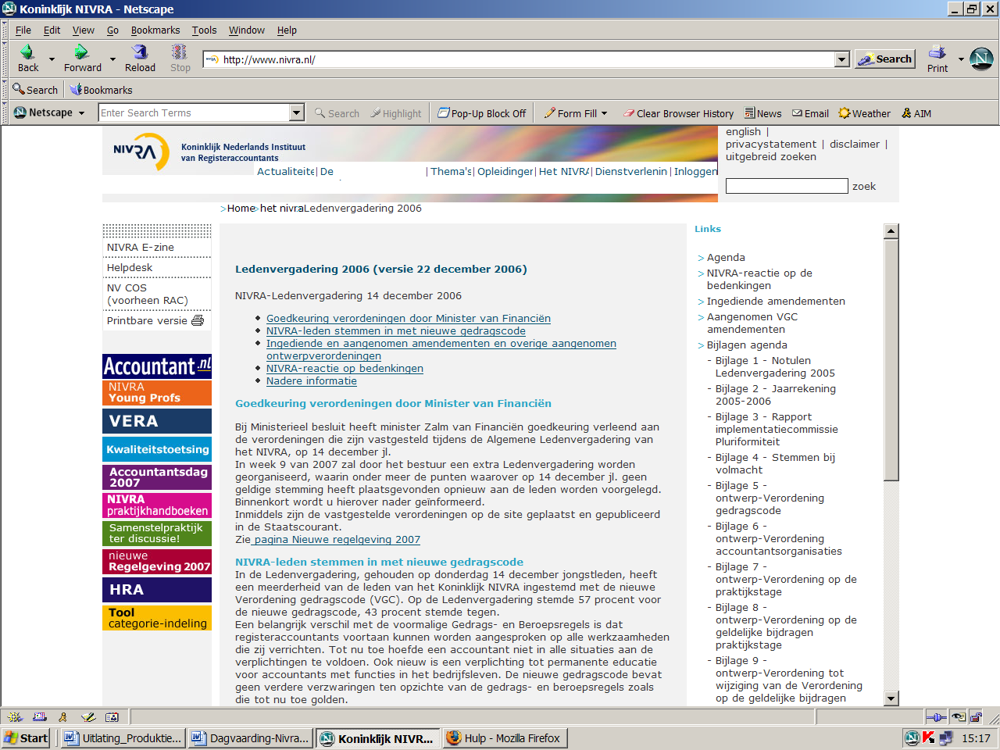 Koninklijk NIVRA - Netscape
File Edit View Go Bookmarks Tools Window Help
Back Forward Reload Stop http://www.nivra.nl/ Search Print
Search Bookmarks
Netscape Enter Search Terms Search Highlight Pop-Up Block Off Form Fill Clear Browser History News Email Weather AIM
NIVRA Koninklijk Nederlands Instituut
van Registeraccountants
Actualiteite | De | Thema's | Opleidinger | Het NIVRA | Dienstverlenin | Inloggen
english |
privacystatement | disclaimer |
uitgebreid zoeken
zoek
>Home> het nivra Ledenvergadering 2006
NIVRA E-zine
Helpdesk
NV COS
(voorheen RAC)
Printbare versie
Accountant.nl
NIVRA
Young Profs
VERA
Kwaliteitstoetsing
Accountantsdag
2007
NIVRA
praktijkhandboeken
Samenstelpraktijk
ter discussie!
nieuwe
Regelgeving 2007
HRA
Tool
categorie-indeling
Ledenvergadering 2006 (versie 22 december 2006)
NIVRA-Ledenvergadering 14 december 2006
• Goedkeuring verordeningen door Minister van Financiën
• NIVRA-leden stemmen in met nieuwe gedragscode
• Ingediende en aangenomen amendementen en overige aangenomen
ontwerpverordeningen
• NIVRA-reactie op bedenkingen
• Nadere informatie
Goedkeuring verordeningen door Minister van Financiën
Bij Ministerieel besluit heeft minister Zalm van Financiën goedkeuring verleend aan
de verordeningen die zijn vastgesteld tijdens de Algemene Ledenvergadering van
het NIVRA, op 14 december jl.
In week 9 van 2007 zal door het bestuur een extra Ledenvergadering worden
georganiseerd, waarin onder meer de punten waarover op 14 december jl. geen
geldige stemming heeft plaatsgevonden opnieuw aan de leden worden voorgelegd.
Binnenkort wordt u hierover nader geïnformeerd.
Inmiddels zijn de vastgestelde verordeningen op de site geplaatst en gepubliceerd
in de Staatscourant.
Zie pagina Nieuwe regelgeving 2007
NIVRA-leden stemmen in met nieuwe gedragscode
In de Ledenvergadering, gehouden op donderdag 14 december jongstleden, heeft
een meerderheid van de leden van het Koninklijk NIVRA ingestemd met de nieuwe
Verordening gedragscode (VGC). Op de Ledenvergadering stemde 57 procent voor
de nieuwe gedragscode, 43 procent stemde tegen.
Een belangrijk verschil met de voormalige Gedrags- en Beroepsregels is dat
registeraccountants voortaan kunnen worden aangesproken op alle werkzaamheden
die zij verrichten. Tot nu toe hoefde een accountant niet in alle situaties aan de
verplichtingen te voldoen. Ook nieuw is een verplichting tot permanente educatie
voor accountants met functies in het bedrijfsleven. De nieuwe gedragscode bevat
geen verdere verzwaringen ten opzichte van de gedrags- en beroepsregels zoals
die tot nu toe golden.
Links
> Agenda
> NIVRA-reactie op de
bedenkingen
> Ingediende amendementen
> Aangenomen VGC
amendementen
> Bijlagen agenda
- Bijlage 1 - Notulen
Ledenvergadering 2005
- Bijlage 2 - Jaarrekening
2005-2006
- Bijlage 3 - Rapport
implementatiecommissie
Pluriformiteit
- Bijlage 4 - Stemmen bij
volmacht
- Bijlage 5 -
ontwerp-Verordening
gedragscode
- Bijlage 6 -
ontwerp-Verordening
accountantsorganisaties
- Bijlage 7 -
ontwerp-Verordening op de
praktijkstage
- Bijlage 8 -
ontwerp-Verordening op de
geldelijke bijdragen
praktijkstage
- Bijlage 9 -
ontwerp-Verordening tot
wijziging van de Verordening
op de geldelijke bijdragen
Start Uitlating_Produktie... Dagvaarding-Nivra... Koninklijk NIVR... Hulp - Mozilla Firefox 15:17